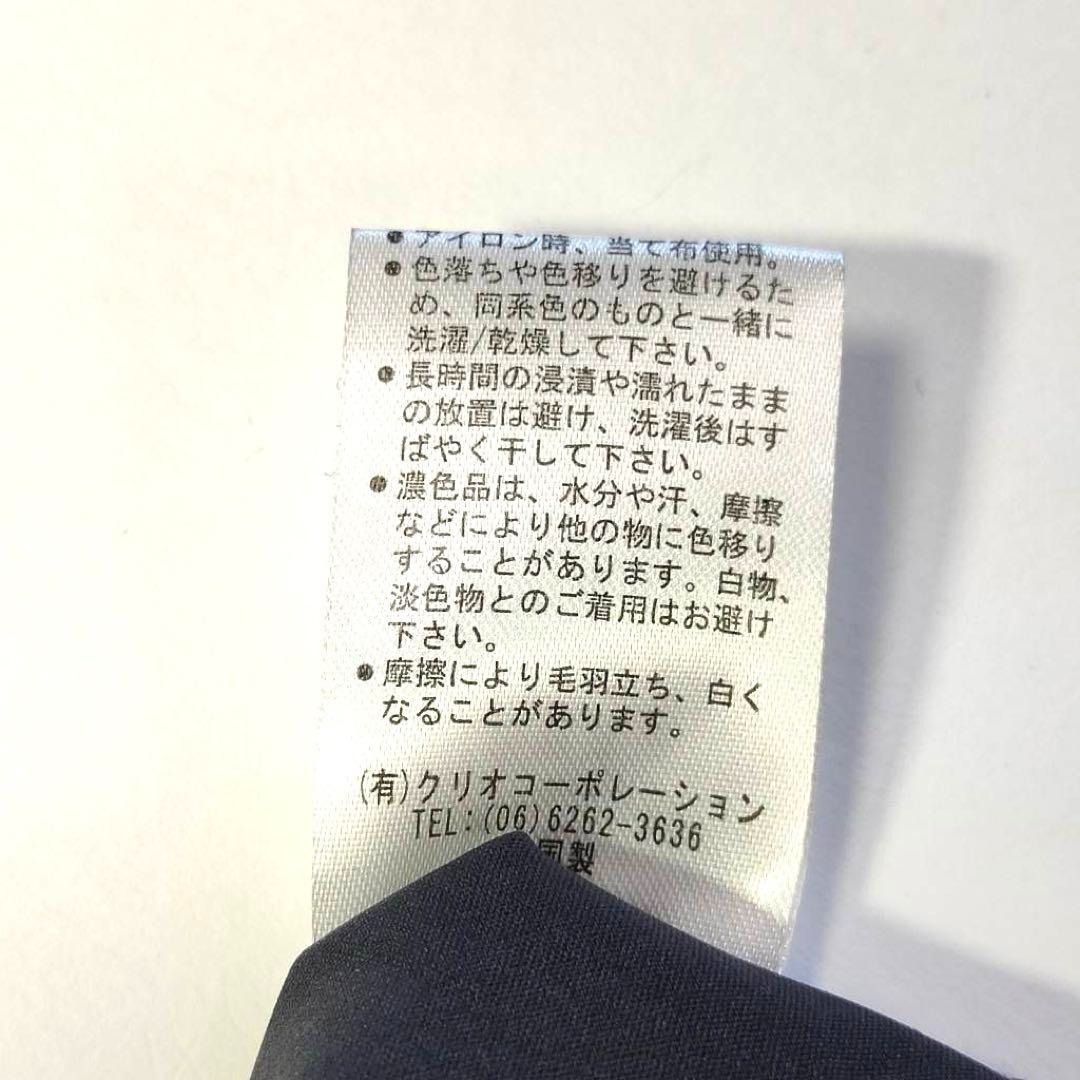 ● アイロン時、当て布使用。
● 色落ちや色移りを避けるた
め、同系色のものと一緒に
洗濯/乾燥して下さい。
● 長時間の浸漬や濡れたまま
の放置は避け、洗濯後はす
ばやく干して下さい。
● 濃色品は、水分や汗、摩擦
などにより他の物に色移り
することがあります。白物、
淡色物とのご着用はお避け
下さい。
● 摩擦により毛羽立ち、白く
なることがあります。
(有)クリオコーポレーション
TEL:(06)6262-3636
国製